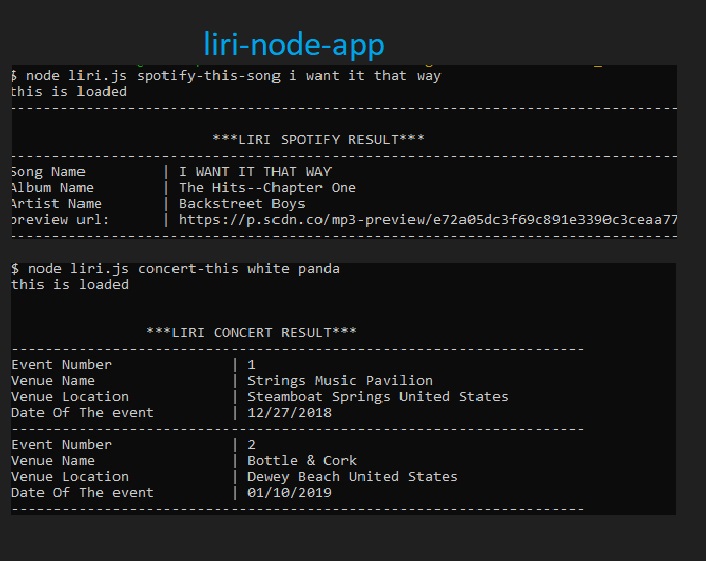 liri-node-app
$ node liri.js spotify-this-song i want it that way
this is loaded
--------------------------------------------------------------------------------
***LIRI SPOTIFY RESULT***
--------------------------------------------------------------------------------
Song Name | I WANT IT THAT WAY
Album Name | The Hits--Chapter One
Artist Name | Backstreet Boys
preview url: | https://p.scdn.co/mp3-preview/e72a05dc3f69c891e3390c3ceaa77
--------------------------------------------------------------------------------
$ node liri.js concert-this white panda
this is loaded
***LIRI CONCERT RESULT***
----------------------------------------------------------------------
Event Number | 1
Venue Name | Strings Music Pavilion
Venue Location | Steamboat Springs United States
Date Of The event | 12/27/2018
----------------------------------------------------------------------
Event Number | 2
Venue Name | Bottle & Cork
Venue Location | Dewey Beach United States
Date Of The event | 01/10/2019
----------------------------------------------------------------------